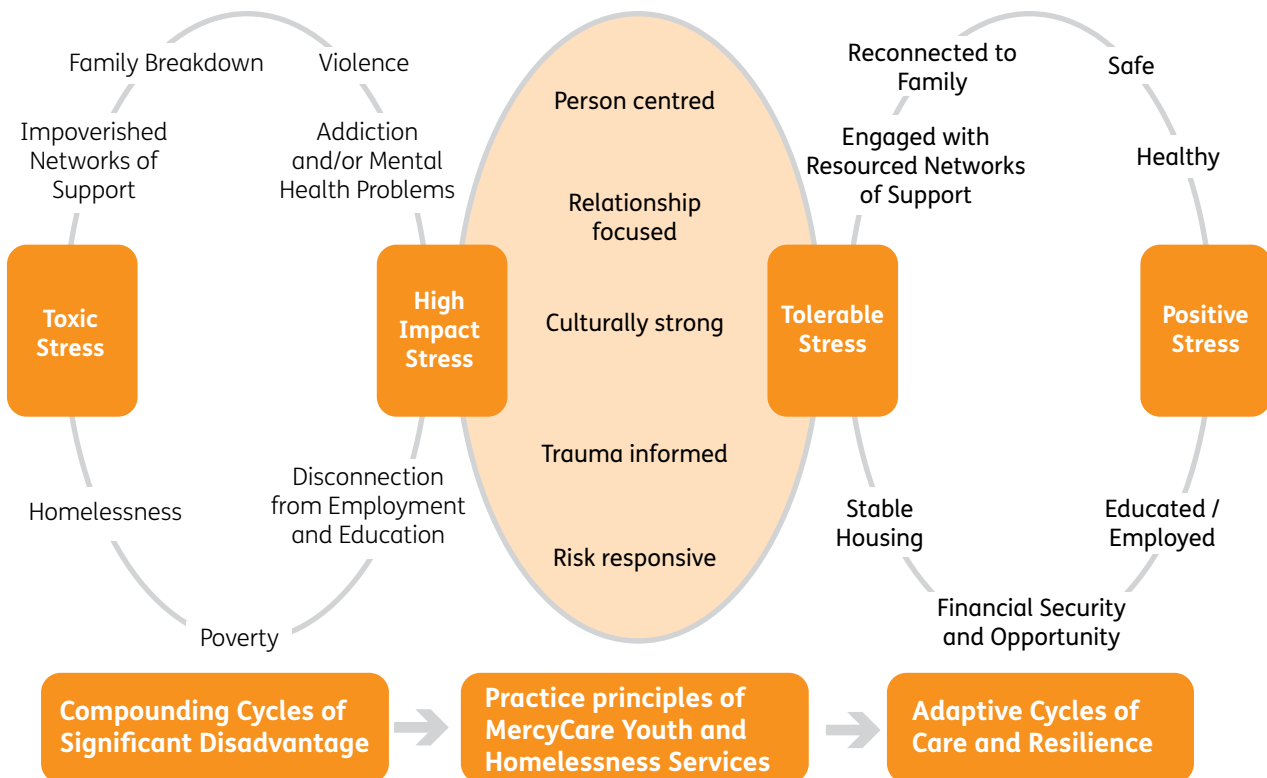 Family Breakdown
Violence
Impoverished
Networks of
Support
Addiction
and/or Mental
Health Problems
Toxic
Stress
High
Impact
Stress
Homelessness
Disconnection
from Employment
and Education
Poverty
Person centred
Relationship
focused
Culturally strong
Trauma informed
Risk responsive
Reconnected to
Family
Safe
Engaged with
Resourced Networks
of Support
Healthy
Tolerable
Stress
Positive
Stress
Stable
Housing
Educated /
Employed
Financial Security
and Opportunity
Compounding Cycles of
Significant Disadvantage
Practice principles of
MercyCare Youth and
Homelessness Services
Adaptive Cycles of
Care and Resilience